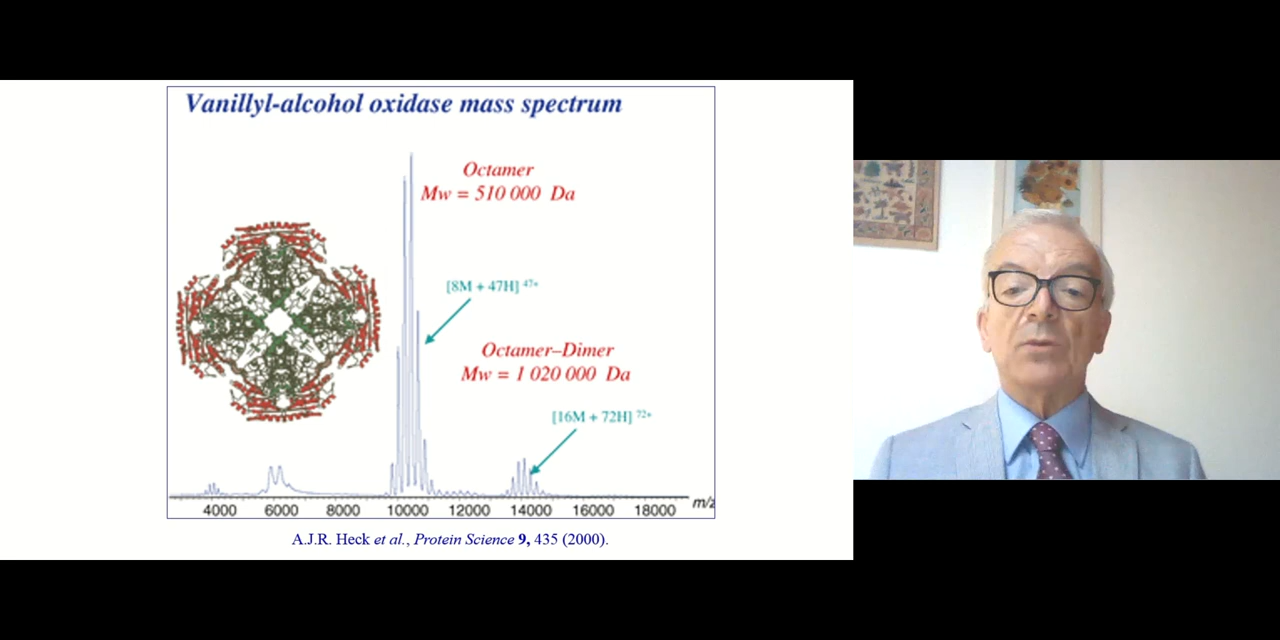 Vanillyl-alcohol oxidase mass spectrum
Octamer
Mw = 510 000 Da
[8M + 47H] 47+
Octamer–Dimer
Mw = 1 020 000 Da
[16M + 72H] 72+
4000 6000 8000 10000 12000 14000 16000 18000 m/z
A.J.R. Heck et al., Protein Science 9, 435 (2000).